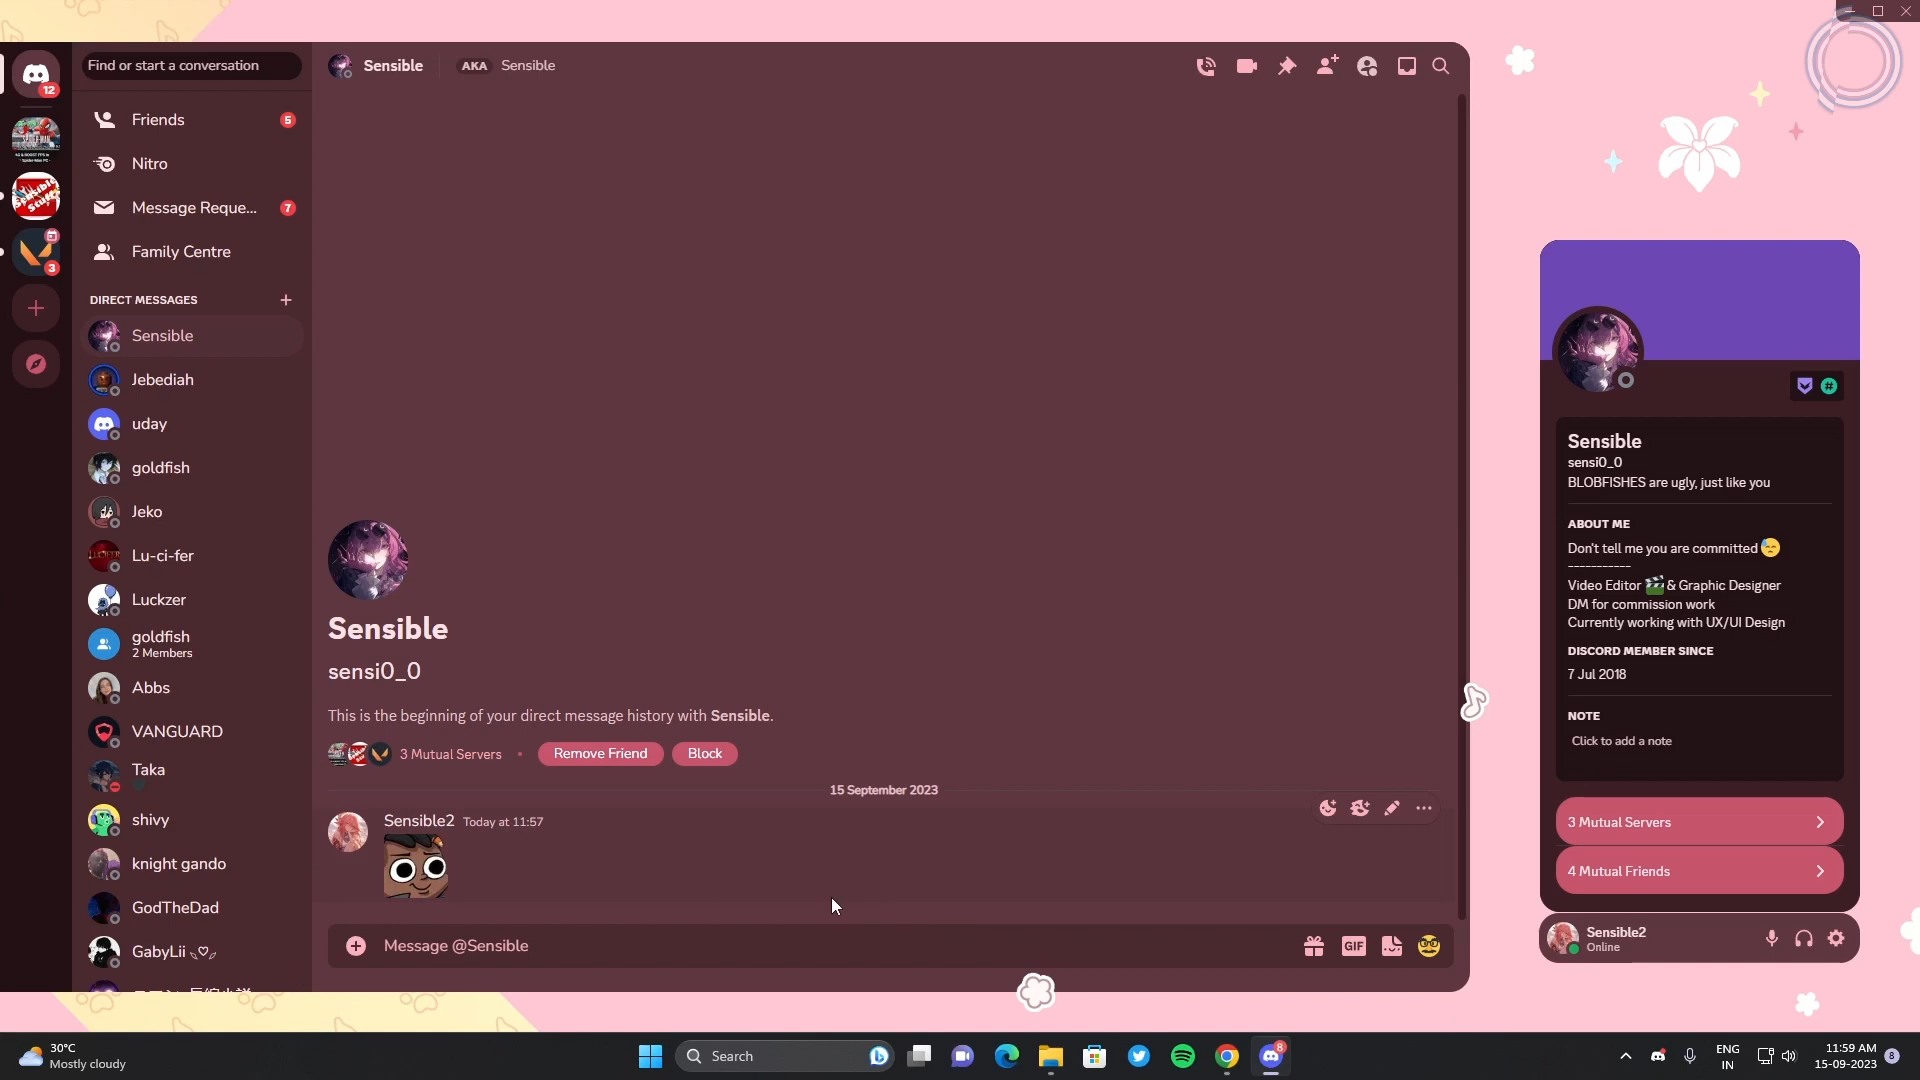 Find or start a conversation
12
Friends
5
Nitro
Message Reque...
7
Family Centre
3
DIRECT MESSAGES
Sensible
Jebediah
uday
goldfish
Jeko
Lu-ci-fer
Luckzer
goldfish
2 Members
Abbs
VANGUARD
Taka
shivy
knight gando
GodTheDad
GabyLii
Sensible
AKA Sensible
Sensible
sensi0_0
This is the beginning of your direct message history with Sensible.
3 Mutual Servers • Remove Friend Block
15 September 2023
Sensible2 Today at 11:57
Message @Sensible
GIF
Sensible
sensi0_0
BLOBFISHES are ugly, just like you
ABOUT ME
Don't tell me you are committed
-----------
Video Editor & Graphic Designer
DM for commission work
Currently working with UX/UI Design
DISCORD MEMBER SINCE
7 Jul 2018
NOTE
Click to add a note
3 Mutual Servers
4 Mutual Friends
Sensible2
Online
30°C
Mostly cloudy
Search
8
ENG
IN
11:59 AM
15-09-2023
8